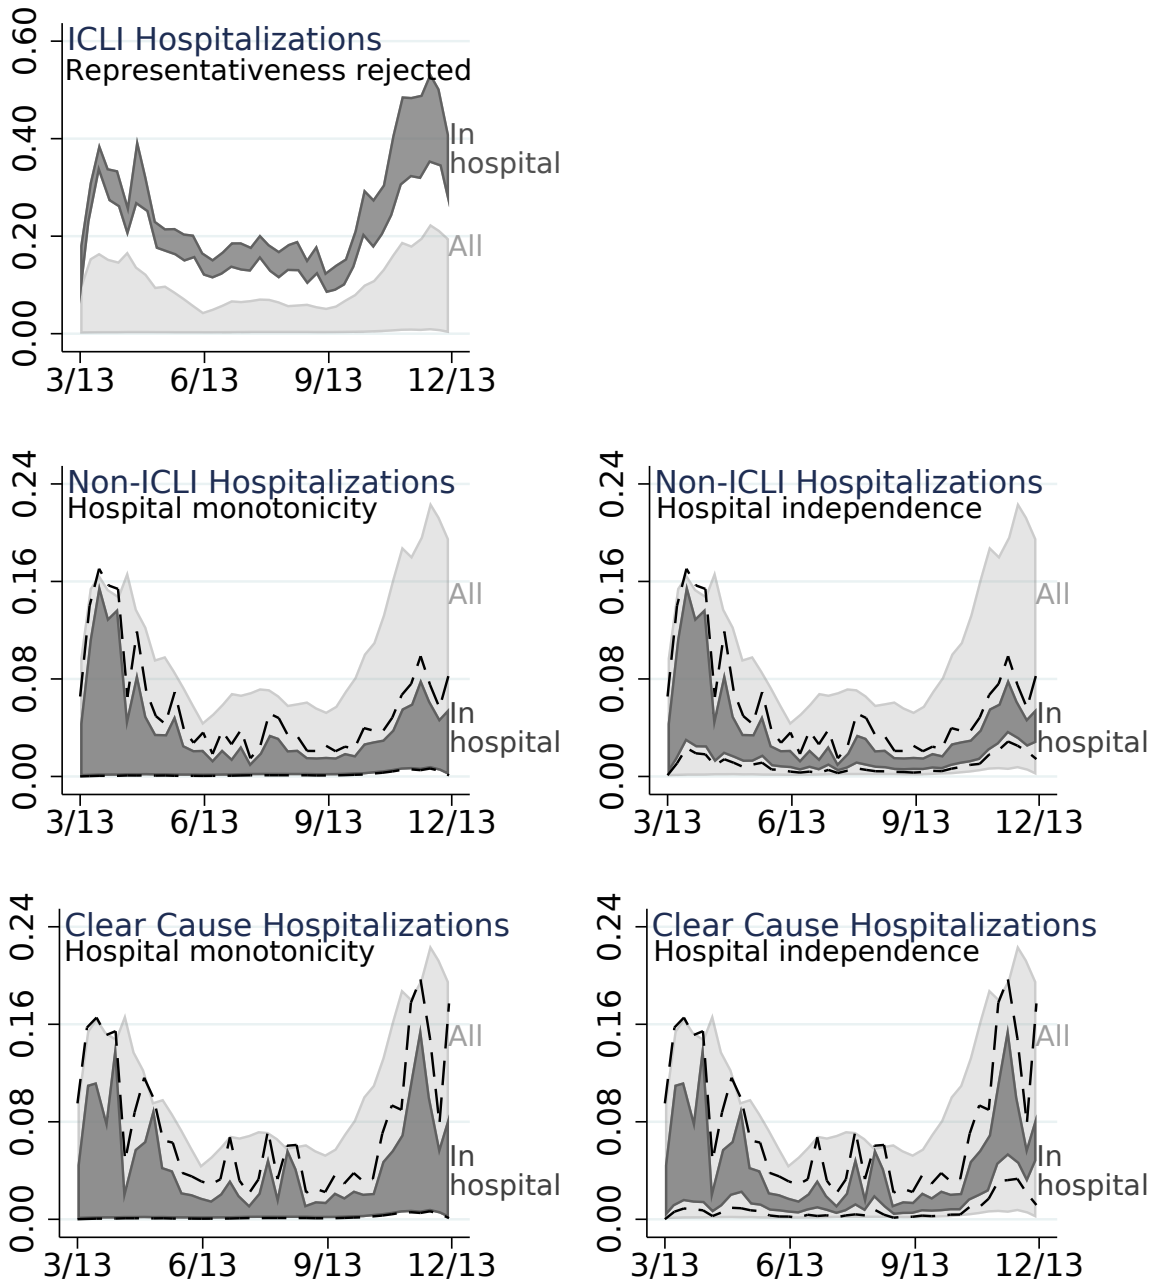 ICLI Hospitalizations
Representativeness rejected
0.60
0.40
0.20
0.00
In
hospital
All
3/13 6/13 9/13 12/13
Non-ICLI Hospitalizations
Hospital monotonicity
0.24
0.16
0.08
0.00
All
In
hospital
3/13 6/13 9/13 12/13
Non-ICLI Hospitalizations
Hospital independence
0.24
0.16
0.08
0.00
All
In
hospital
3/13 6/13 9/13 12/13
Clear Cause Hospitalizations
Hospital monotonicity
0.24
0.16
0.08
0.00
All
In
hospital
3/13 6/13 9/13 12/13
Clear Cause Hospitalizations
Hospital independence
0.24
0.16
0.08
0.00
All
In
hospital
3/13 6/13 9/13 12/13